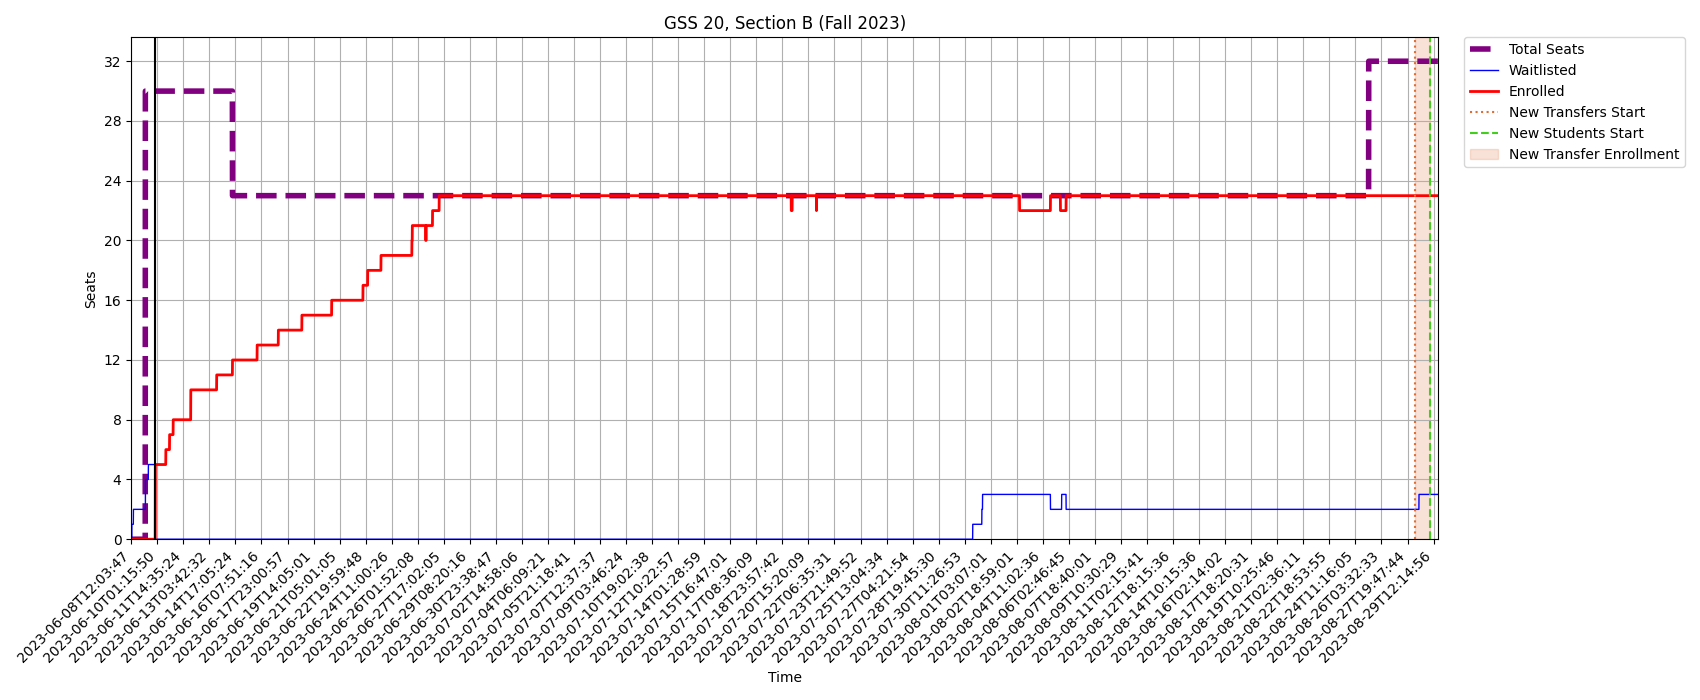 GSS 20, Section B (Fall 2023)
Total Seats
Waitlisted
Enrolled
New Transfers Start
New Students Start
New Transfer Enrollment
Seats
32
28
24
20
16
12
8
4
0
2023-06-08T12:03:47
2023-06-10T01:15:50
2023-06-11T14:35:24
2023-06-13T03:42:32
2023-06-14T17:05:24
2023-06-16T07:51:16
2023-06-17T23:00:57
2023-06-19T14:05:01
2023-06-21T05:01:05
2023-06-22T19:59:48
2023-06-24T11:00:26
2023-06-26T01:52:08
2023-06-27T17:02:05
2023-06-29T08:20:16
2023-06-30T23:38:47
2023-07-02T14:58:06
2023-07-04T06:09:21
2023-07-05T21:18:41
2023-07-07T12:37:37
2023-07-09T03:46:24
2023-07-10T19:02:38
2023-07-12T10:22:57
2023-07-14T01:28:59
2023-07-15T16:47:01
2023-07-17T08:36:09
2023-07-18T23:57:42
2023-07-20T15:20:09
2023-07-22T06:35:31
2023-07-23T21:49:52
2023-07-25T13:04:34
2023-07-27T04:21:54
2023-07-28T19:45:30
2023-07-30T11:26:53
2023-08-01T03:07:01
2023-08-02T18:59:01
2023-08-04T11:02:36
2023-08-06T02:46:45
2023-08-07T18:40:01
2023-08-09T10:30:29
2023-08-11T02:15:41
2023-08-12T18:15:36
2023-08-14T10:15:36
2023-08-16T02:14:02
2023-08-17T18:20:31
2023-08-19T10:25:46
2023-08-21T02:36:11
2023-08-22T18:53:55
2023-08-24T11:16:05
2023-08-26T03:32:33
2023-08-27T19:47:44
2023-08-29T12:14:56
Time